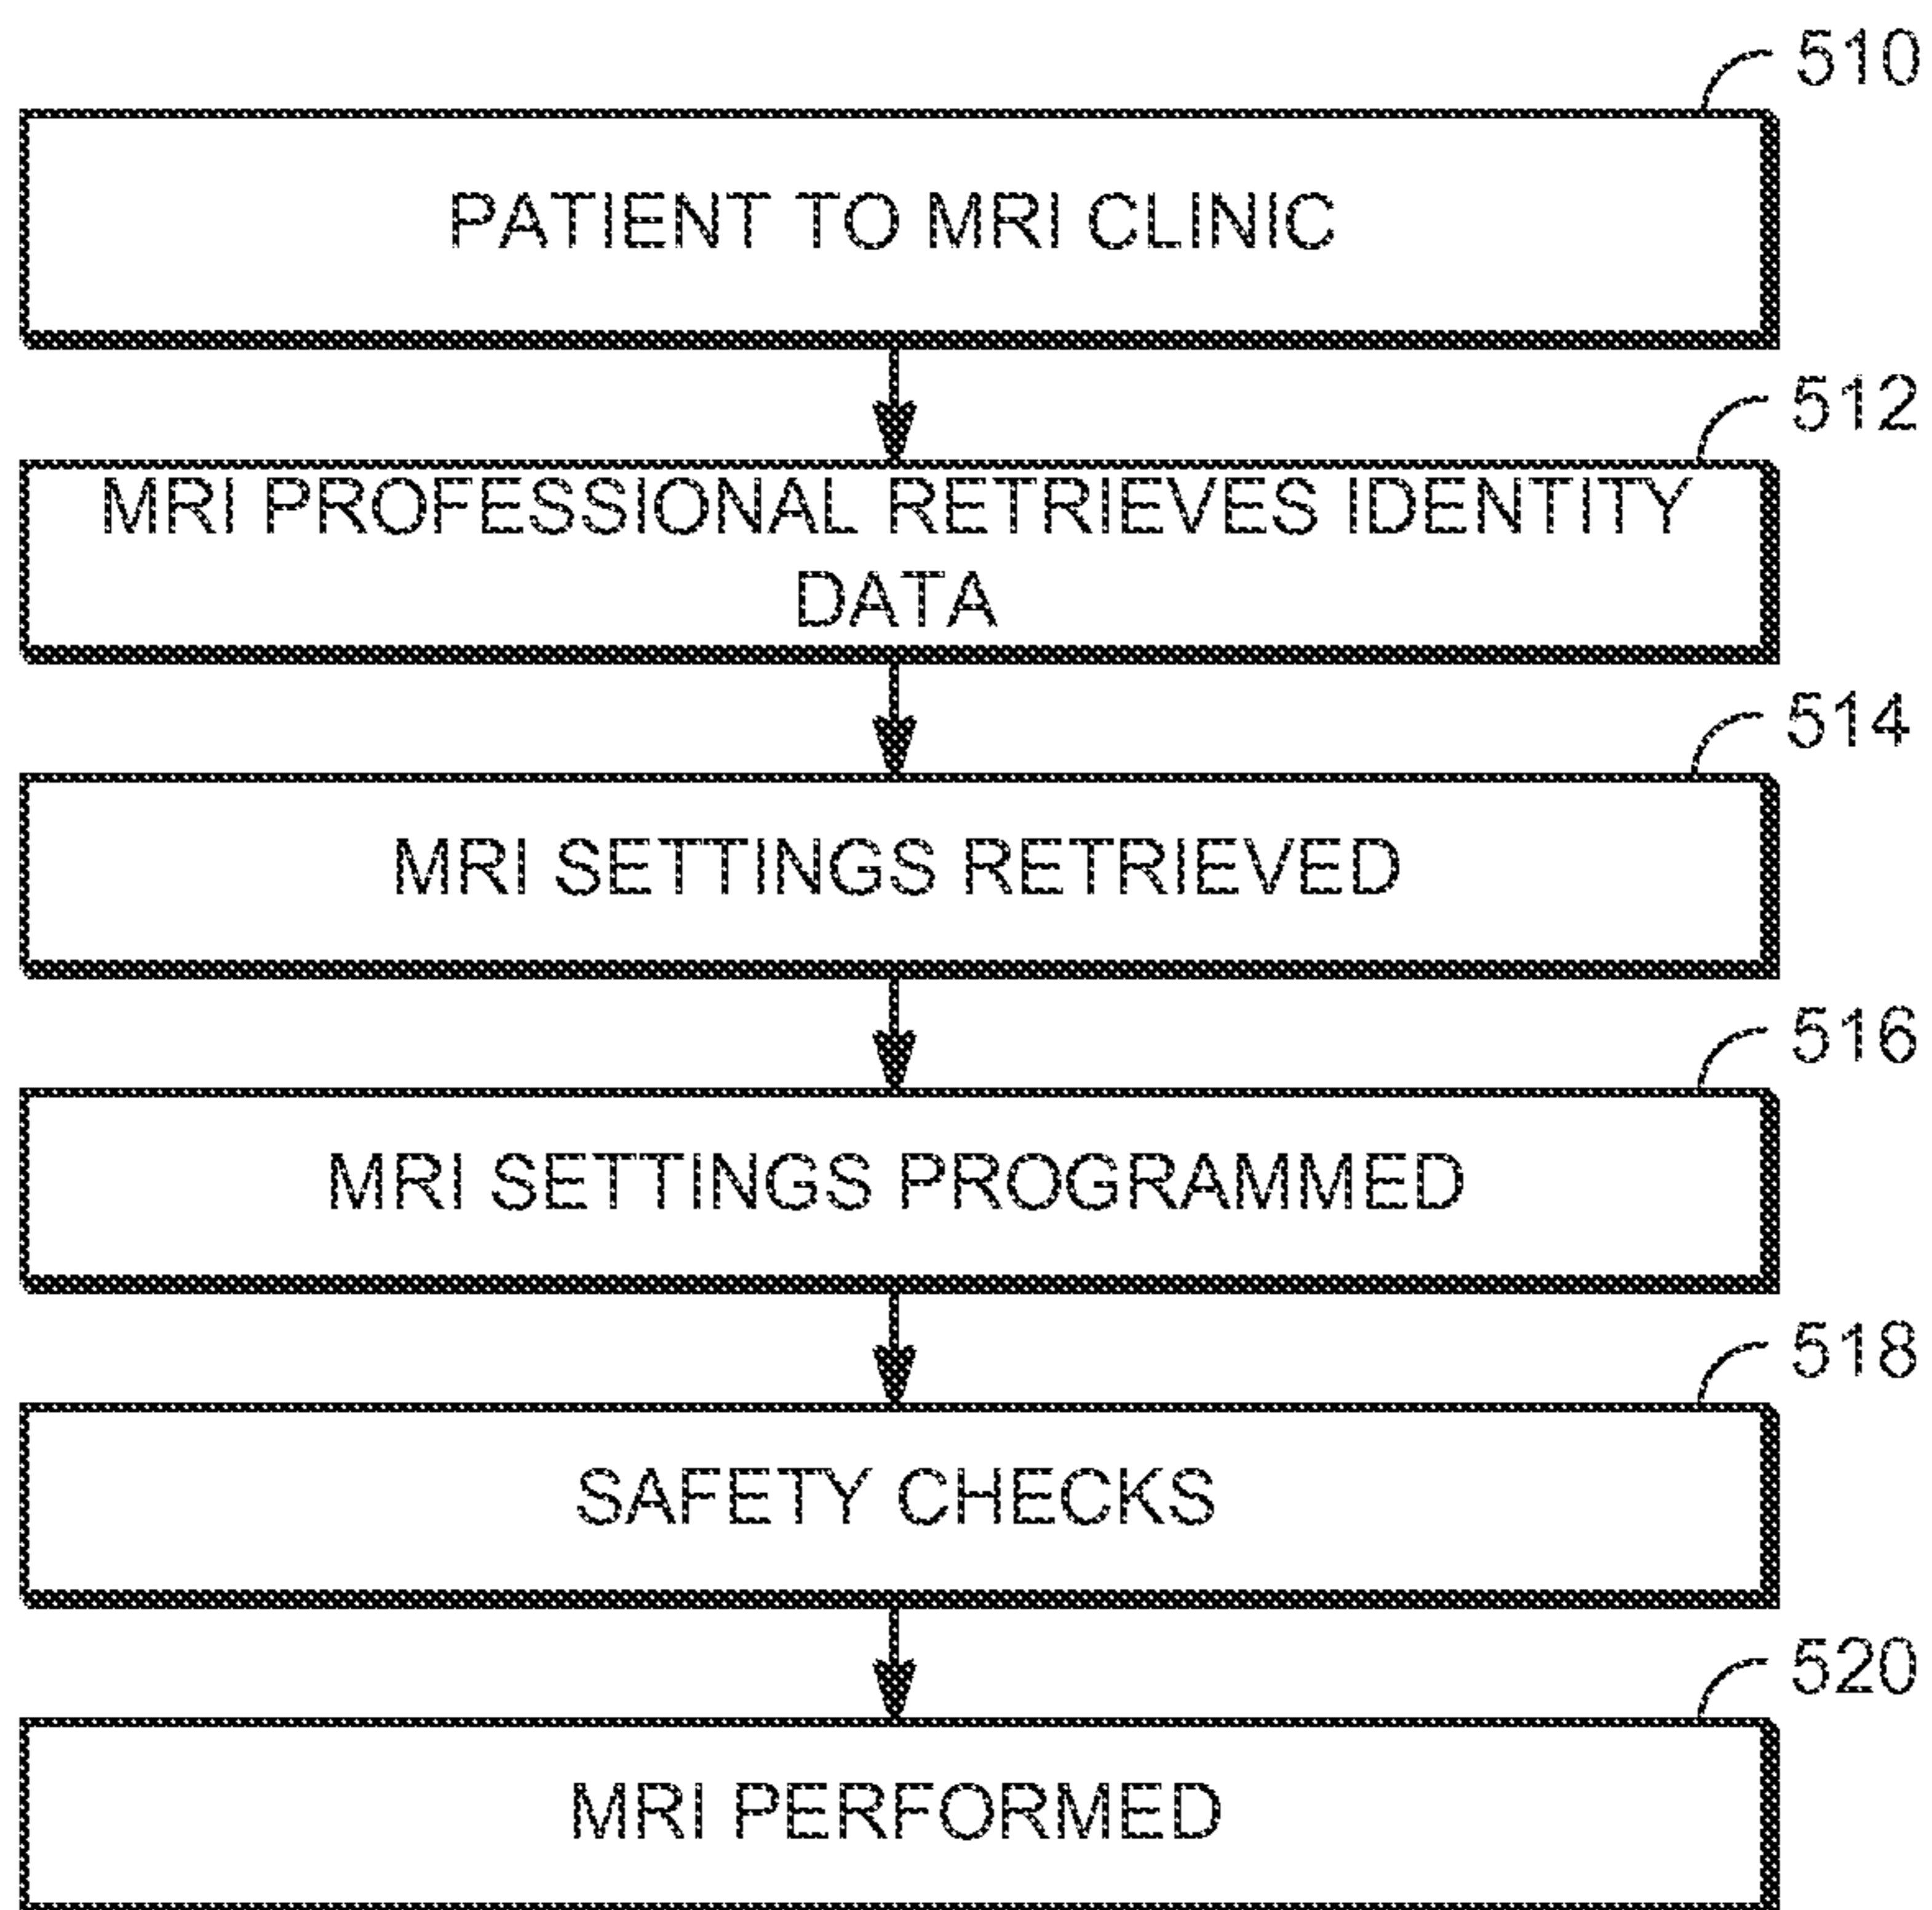 510
PATIENT TO MRI CLINIC
512
MRI PROFESSIONAL RETRIEVES IDENTITY
DATA
514
MRI SETTINGS RETRIEVED
516
MRI SETTINGS PROGRAMMED
518
SAFETY CHECKS
520
MRI PERFORMED